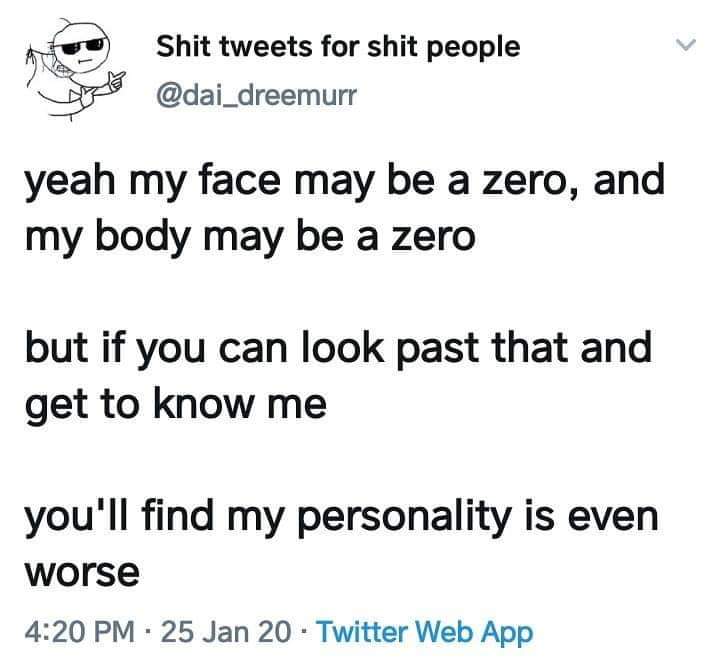 Shit tweets for shit people
@dai_dreemurr
yeah my face may be a zero, and
my body may be a zero
but if you can look past that and
get to know me
you'll find my personality is even
worse
4:20 PM · 25 Jan 20 · Twitter Web App